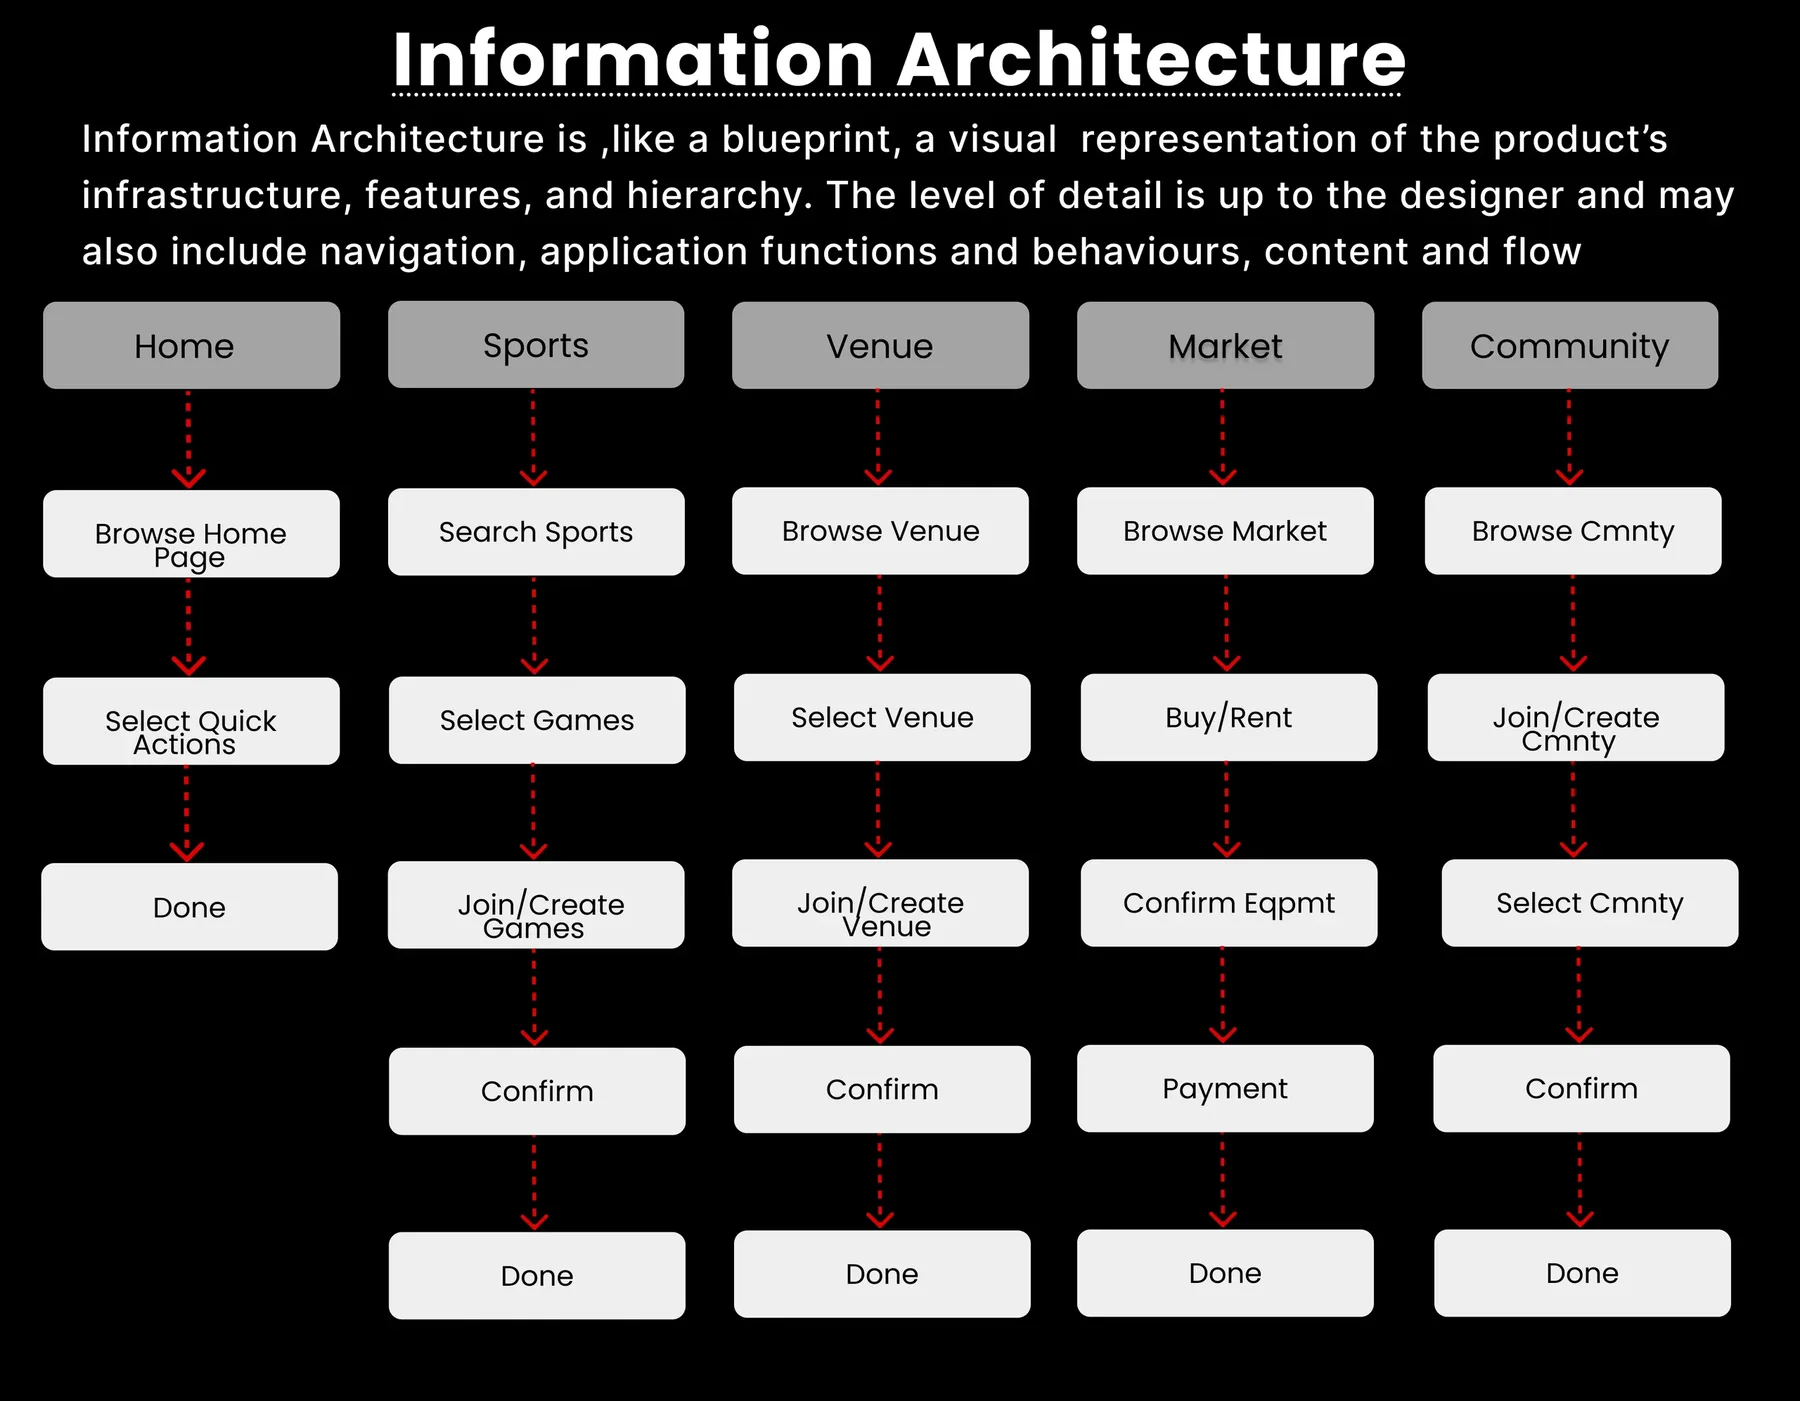 Information Architecture
Information Architecture is ,like a blueprint, a visual  representation of the product’s
infrastructure, features, and hierarchy. The level of detail is up to the designer and may
also include navigation, application functions and behaviours, content and flow
Home
Browse Home
Page
Select Quick
Actions
Done
Sports
Search Sports
Select Games
Join/Create
Games
Confirm
Done
Venue
Browse Venue
Select Venue
Join/Create
Venue
Confirm
Done
Market
Browse Market
Buy/Rent
Confirm Eqpmt
Payment
Done
Community
Browse Cmnty
Join/Create
Cmnty
Select Cmnty
Confirm
Done